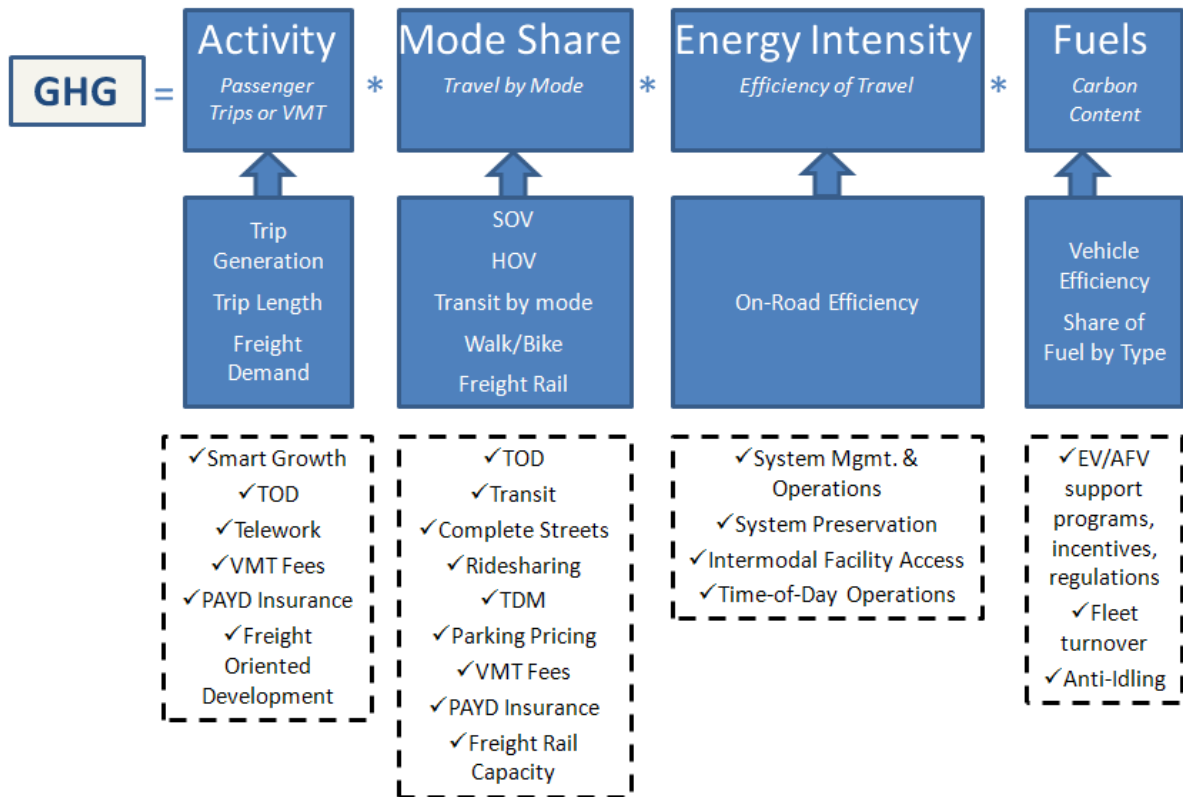 GHG
=
Activity
Passenger
Trips or VMT
*
Mode Share
Travel by Mode
*
Energy Intensity
Efficiency of Travel
*
Fuels
Carbon
Content
Trip
Generation
Trip Length
Freight
Demand
SOV
HOV
Transit by mode
Walk/Bike
Freight Rail
On-Road Efficiency
Vehicle
Efficiency
Share of
Fuel by Type
✓Smart Growth
✓TOD
✓Telework
✓VMT Fees
✓PAYD Insurance
✓Freight
Oriented
Development
✓TOD
✓Transit
✓Complete Streets
✓Ridesharing
✓TDM
✓Parking Pricing
✓VMT Fees
✓PAYD Insurance
✓Freight Rail
Capacity
✓System Mgmt. &
Operations
✓System Preservation
✓Intermodal Facility Access
✓Time-of-Day Operations
✓EV/AFV
support
programs,
incentives,
regulations
✓Fleet
turnover
✓Anti-Idling